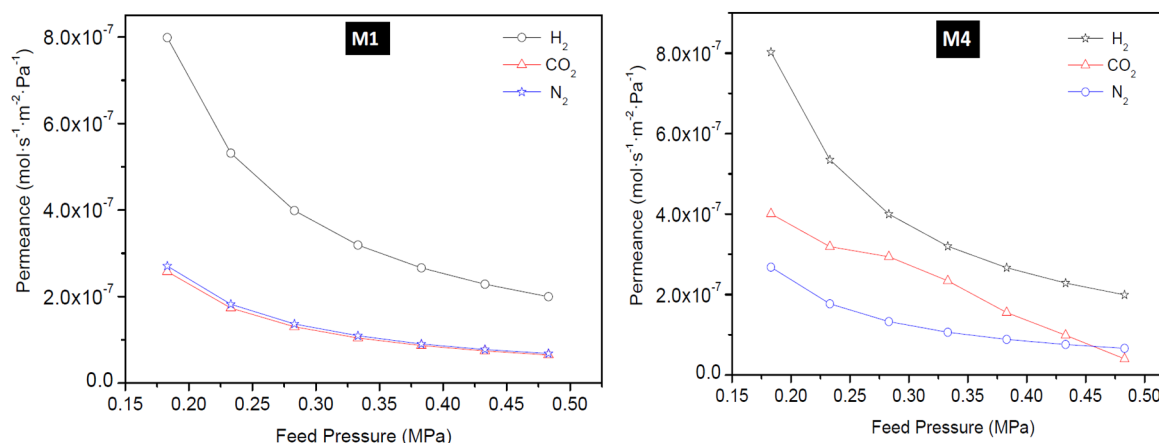 M1
H₂
CO₂
N₂
Permeance (mol·s⁻¹·m⁻²·Pa⁻¹)
8.0x10⁻⁷
6.0x10⁻⁷
4.0x10⁻⁷
2.0x10⁻⁷
0.0
0.15 0.20 0.25 0.30 0.35 0.40 0.45 0.50
Feed Pressure (MPa)
M4
H₂
CO₂
N₂
Permeance (mol·s⁻¹·m⁻²·Pa⁻¹)
8.0x10⁻⁷
6.0x10⁻⁷
4.0x10⁻⁷
2.0x10⁻⁷
0.0
0.15 0.20 0.25 0.30 0.35 0.40 0.45 0.50
Feed Pressure (MPa)